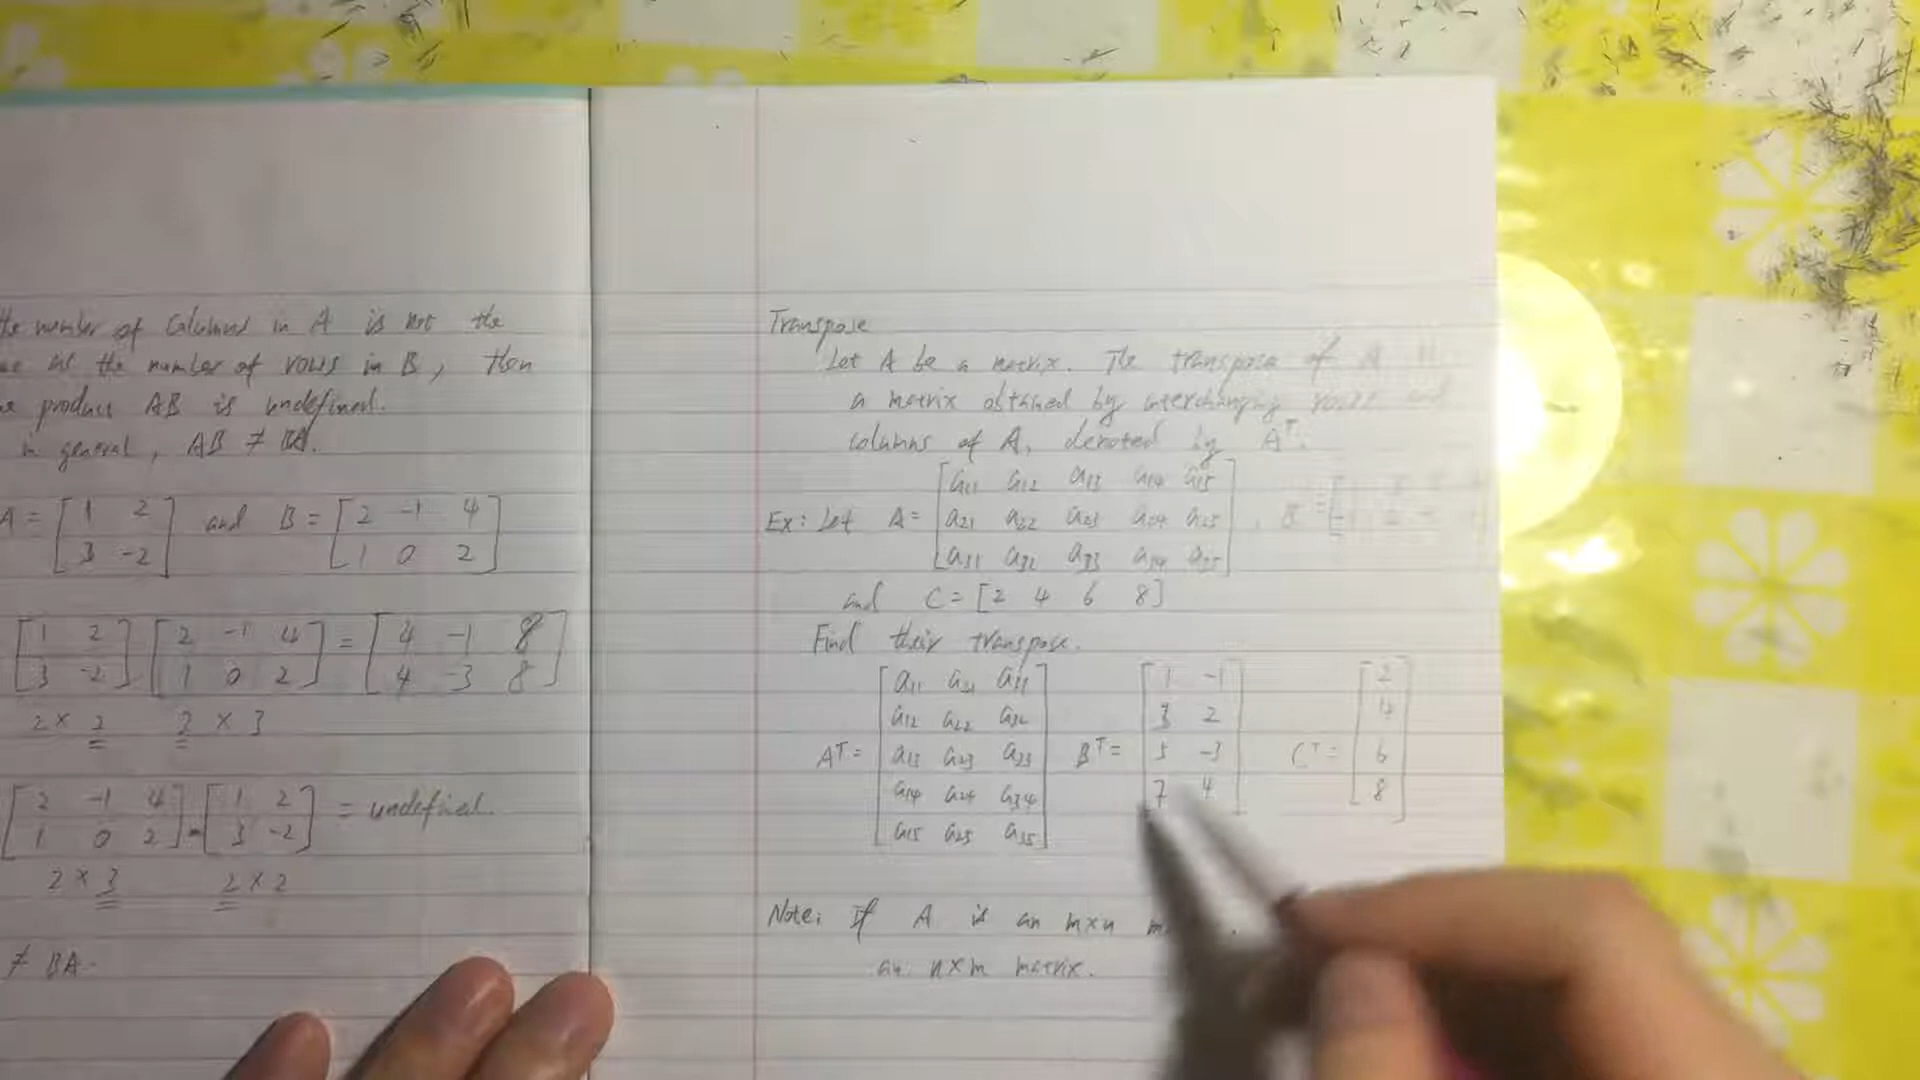 the number of columns in A is not the
as the number of rows in B, then
product AB is undefined.
in general, AB ≠ BA.
A = [1 2 and B = [2 -1 4
3 -2] 1 0 2]
[1 2 [2 -1 4 = [4 -1 8
3 -2] 1 0 2] 4 -3 8]
2 x 2 2 x 3
[2 -1 4 [1 2 = undefined.
1 0 2] 3 -2]
2 x 3 2 x 2
≠ BA.
Transpose
Let A be a matrix. The transpose of A is
a matrix obtained by interchanging rows and
columns of A, denoted by Aᵀ.
[a11 a12 a13 a14 a15
Ex: Let A = a21 a22 a23 a24 a25 , B = [
a31 a32 a33 a34 a35]
and C = [2 4 6 8]
Find their transpose.
[a11 a21 a31 [1 -1 [2
a12 a22 a32 3 2 4
Aᵀ = a13 a23 a33 Bᵀ = 5 -3 Cᵀ = 6
a14 a24 a34 7 4] 8]
a15 a25 a35]
Note: If A is an mxn
an nxm matrix.